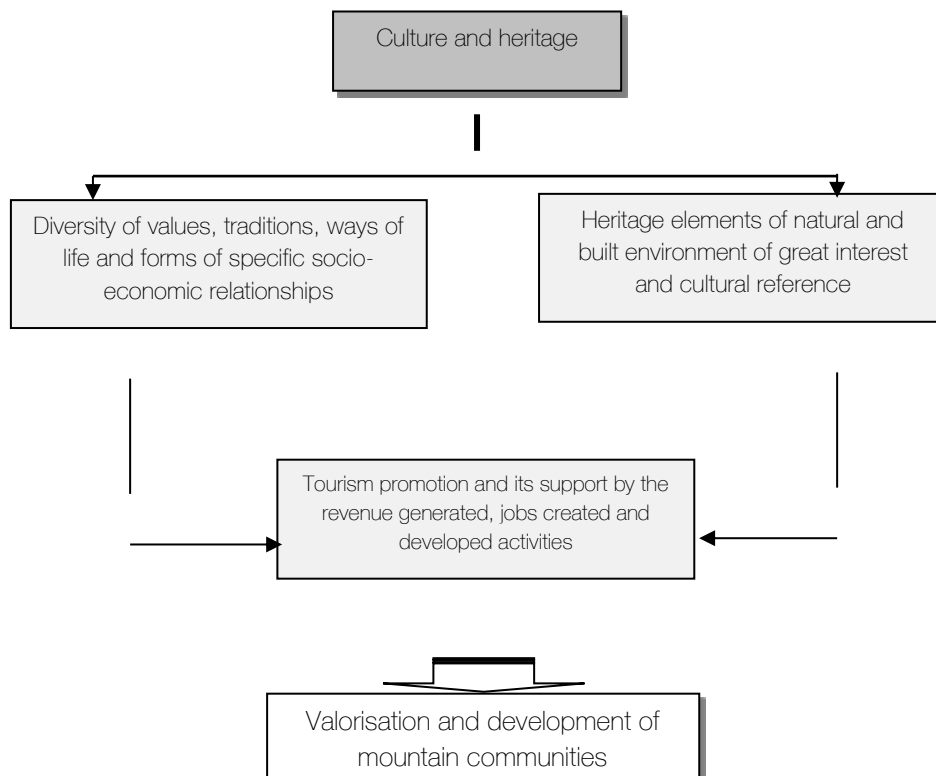 Culture and heritage
Diversity of values, traditions, ways of
life and forms of specific socio-
economic relationships
Heritage elements of natural and
built environment of great interest
and cultural reference
Tourism promotion and its support by the
revenue generated, jobs created and
developed activities
Valorisation and development of
mountain communities